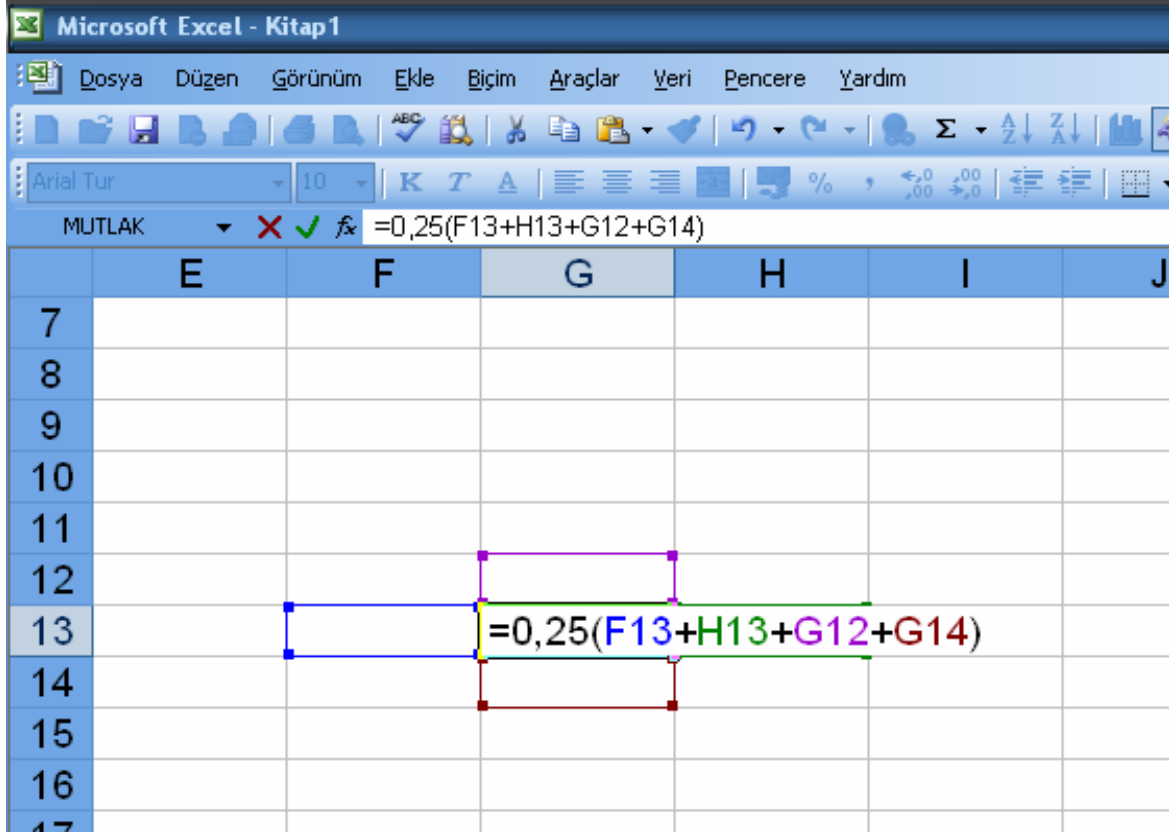 Microsoft Excel - Kitap1
Dosya Düzen Görünüm Ekle Biçim Araçlar Veri Pencere Yardım
Arial Tur 10 K T A %
MUTLAK fx =0,25(F13+H13+G12+G14)
E F G H I J
7
8
9
10
11
12
13 =0,25(F13+H13+G12+G14)
14
15
16
17